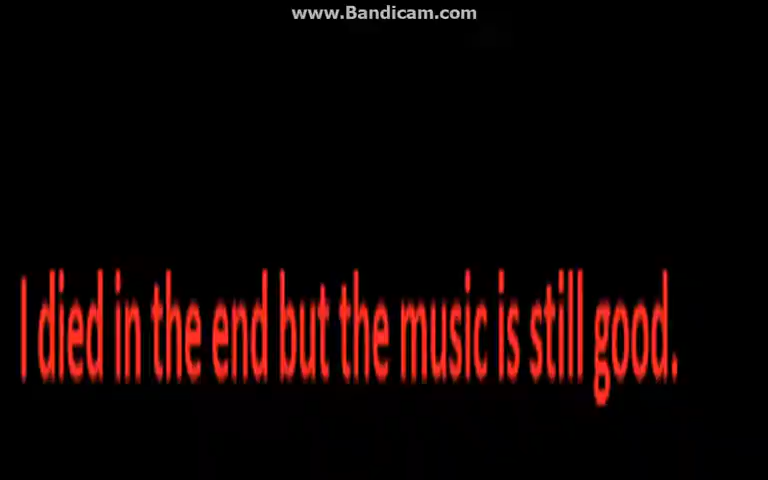 www.Bandicam.com
I died in the end but the music is still good.